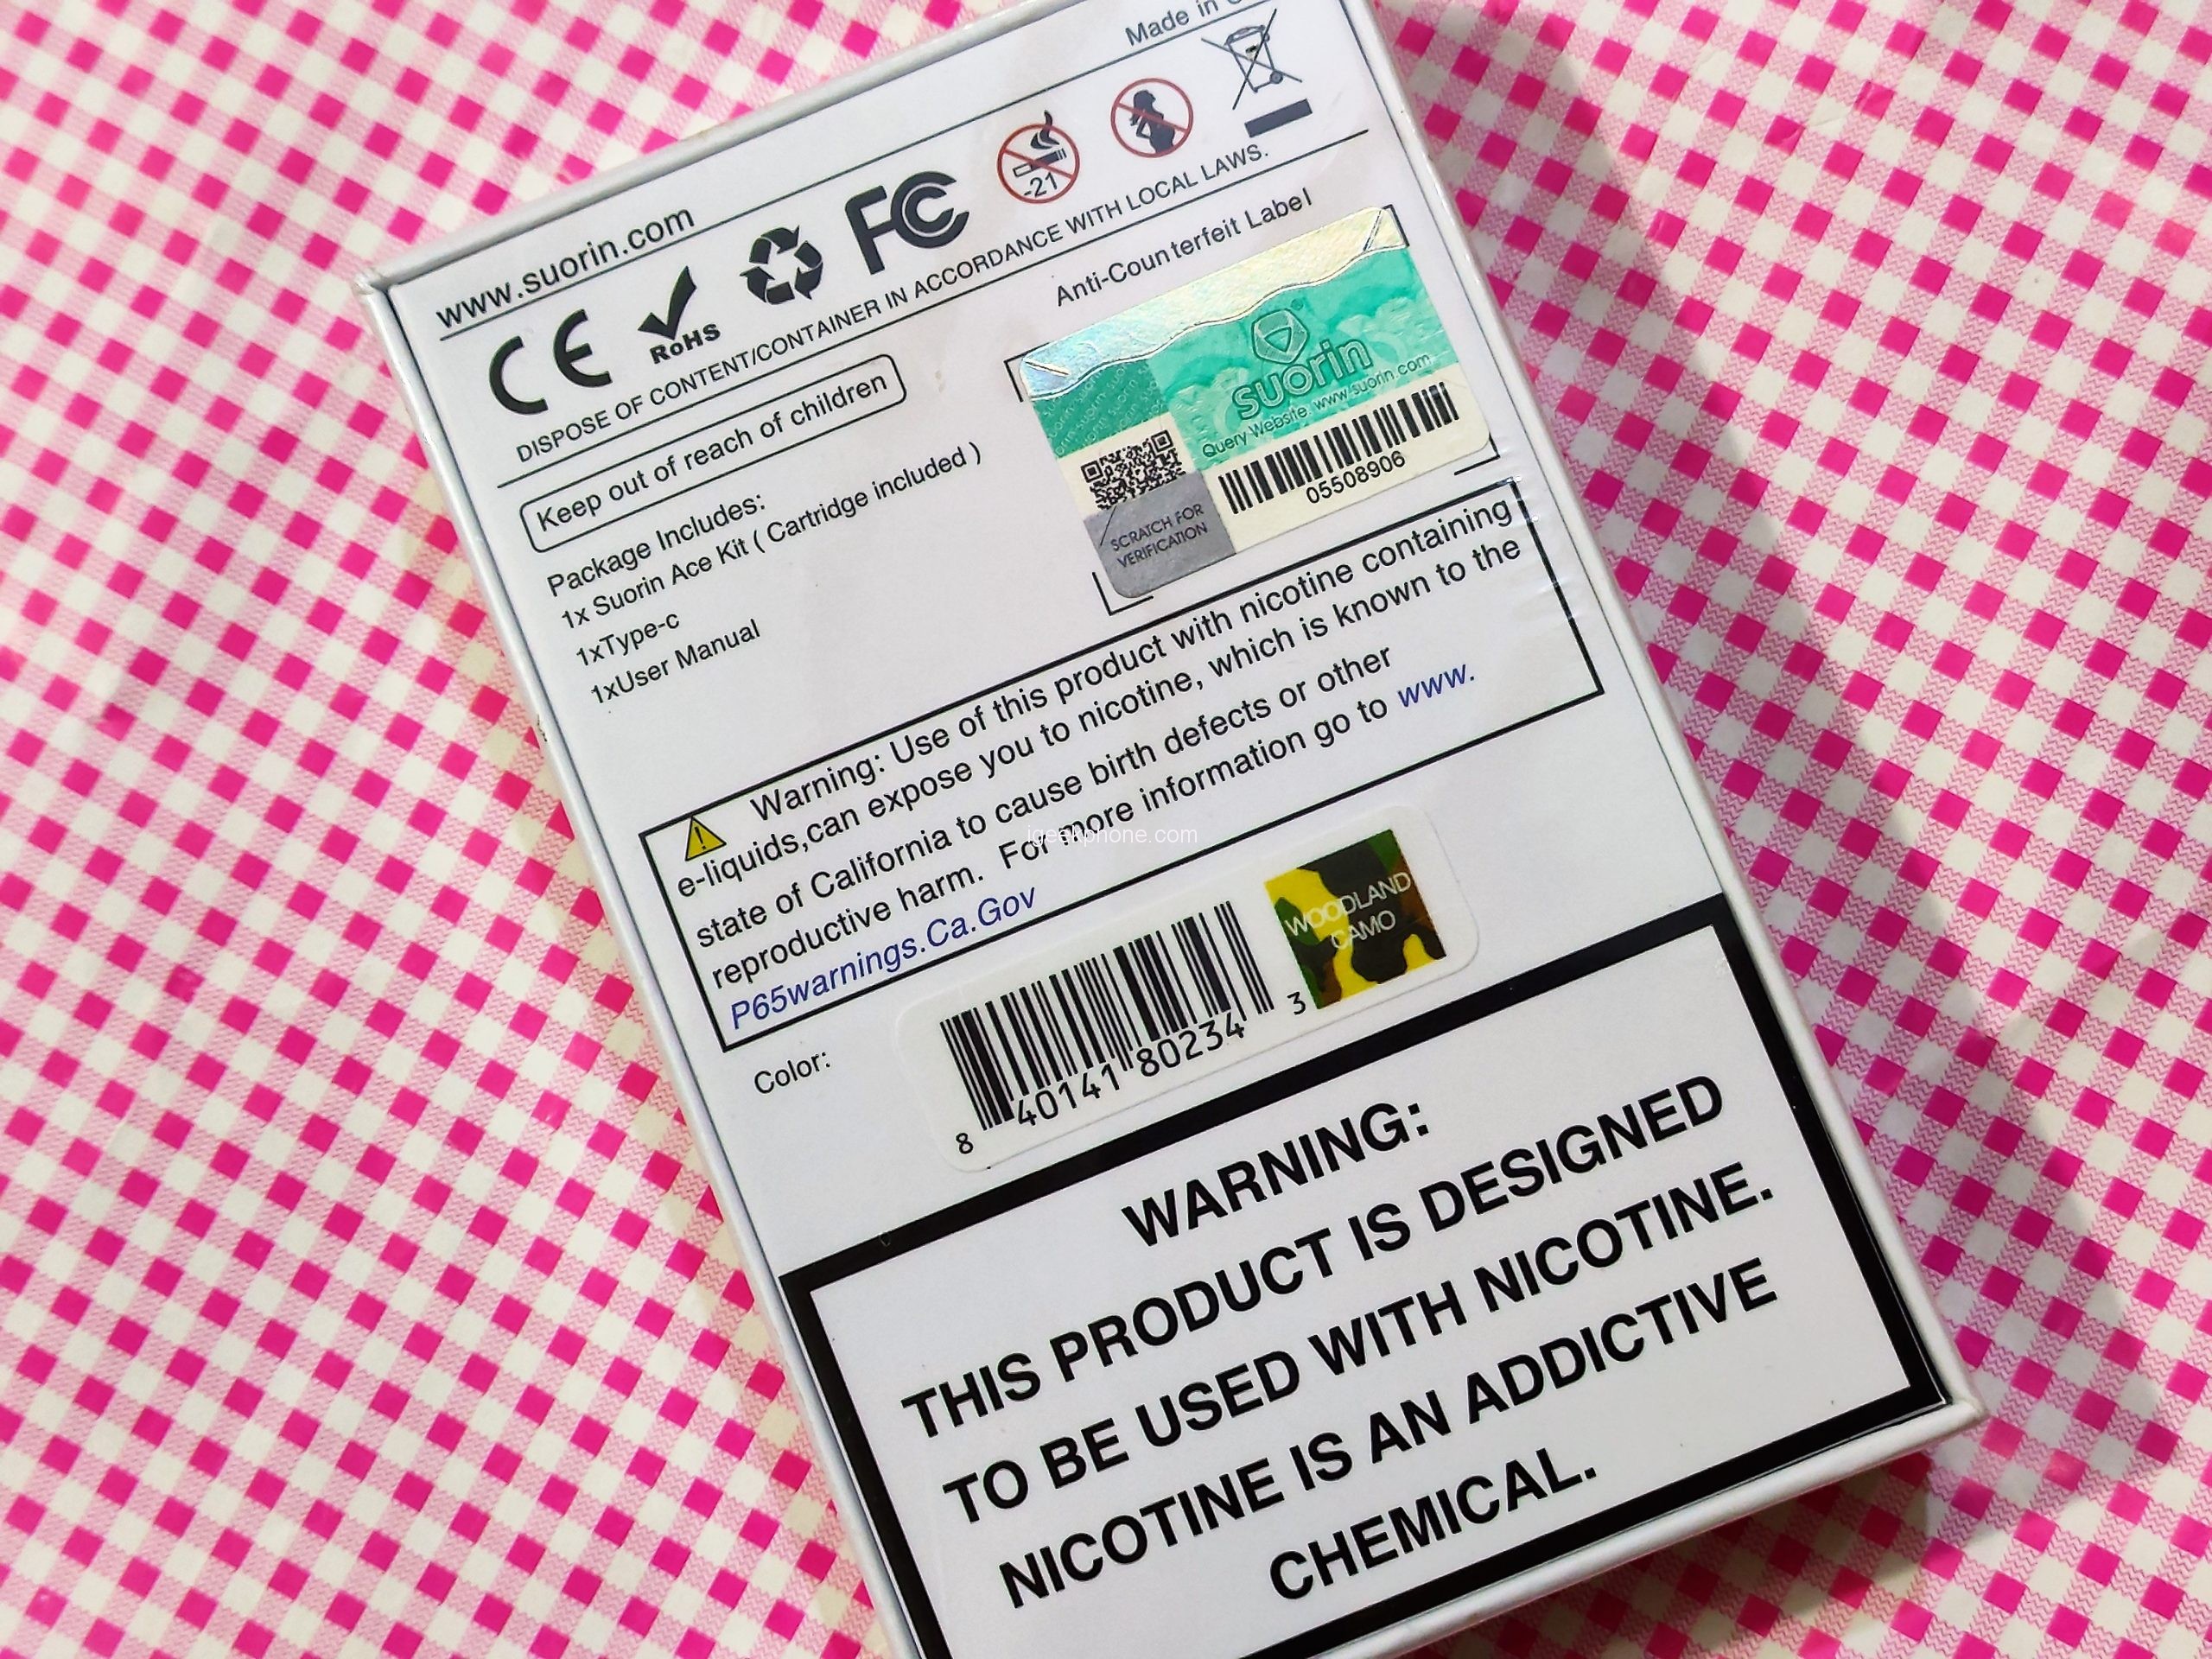 Made in
www.suorin.com
CE
RoHS
FC
-21
DISPOSE OF CONTENT/CONTAINER IN ACCORDANCE WITH LOCAL LAWS.
Keep out of reach of children
Anti-Counterfeit Label
suorin
Query Website www.suorin.com
05508906
SCRATCH FOR
VERIFICATION
Package Includes:
1x Suorin Ace Kit ( Cartridge included )
1xType-c
1xUser Manual
Warning: Use of this product with nicotine containing
e-liquids,can expose you to nicotine, which is known to the
state of California to cause birth defects or other
reproductive harm. For more information go to www.
P65warnings.Ca.Gov
igeekphone.com
Color:
8 40141 80234 3
WOODLAND
CAMO
WARNING:
THIS PRODUCT IS DESIGNED
TO BE USED WITH NICOTINE.
NICOTINE IS AN ADDICTIVE
CHEMICAL.